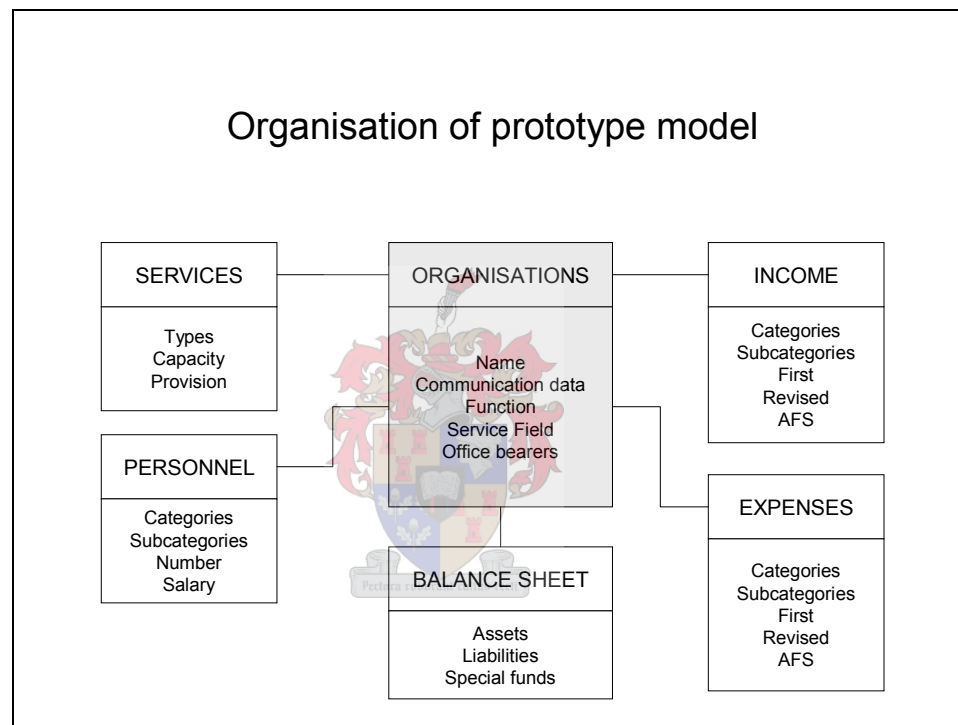 Organisation of prototype model
SERVICES
Types
Capacity
Provision
ORGANISATIONS
Name
Communication data
Function
Service Field
Office bearers
INCOME
Categories
Subcategories
First
Revised
AFS
PERSONNEL
Categories
Subcategories
Number
Salary
BALANCE SHEET
Assets
Liabilities
Special funds
EXPENSES
Categories
Subcategories
First
Revised
AFS
Pectora